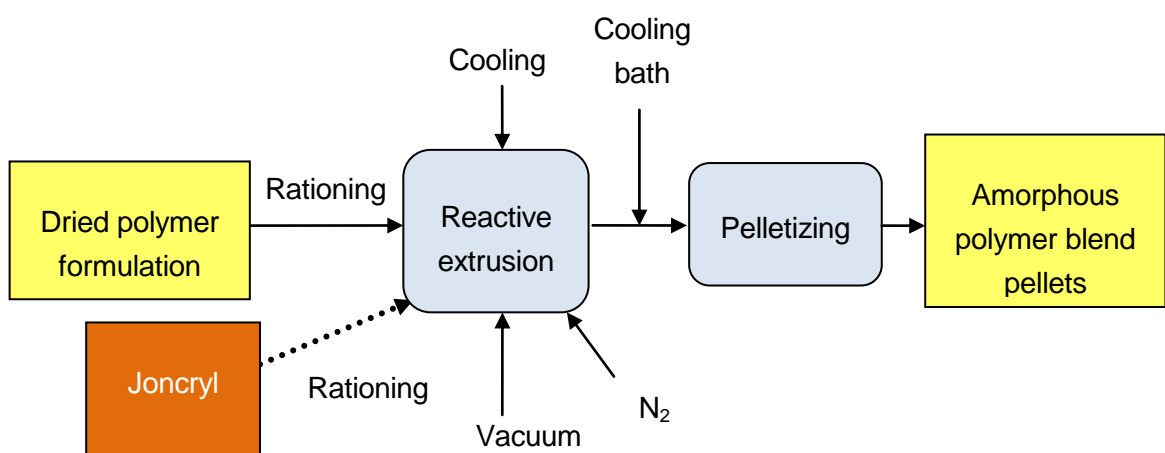 Cooling
Cooling
bath
Rationing
Dried polymer
formulation
Reactive
extrusion
Pelletizing
Amorphous
polymer blend
pellets
Joncryl
Rationing
N₂
Vacuum